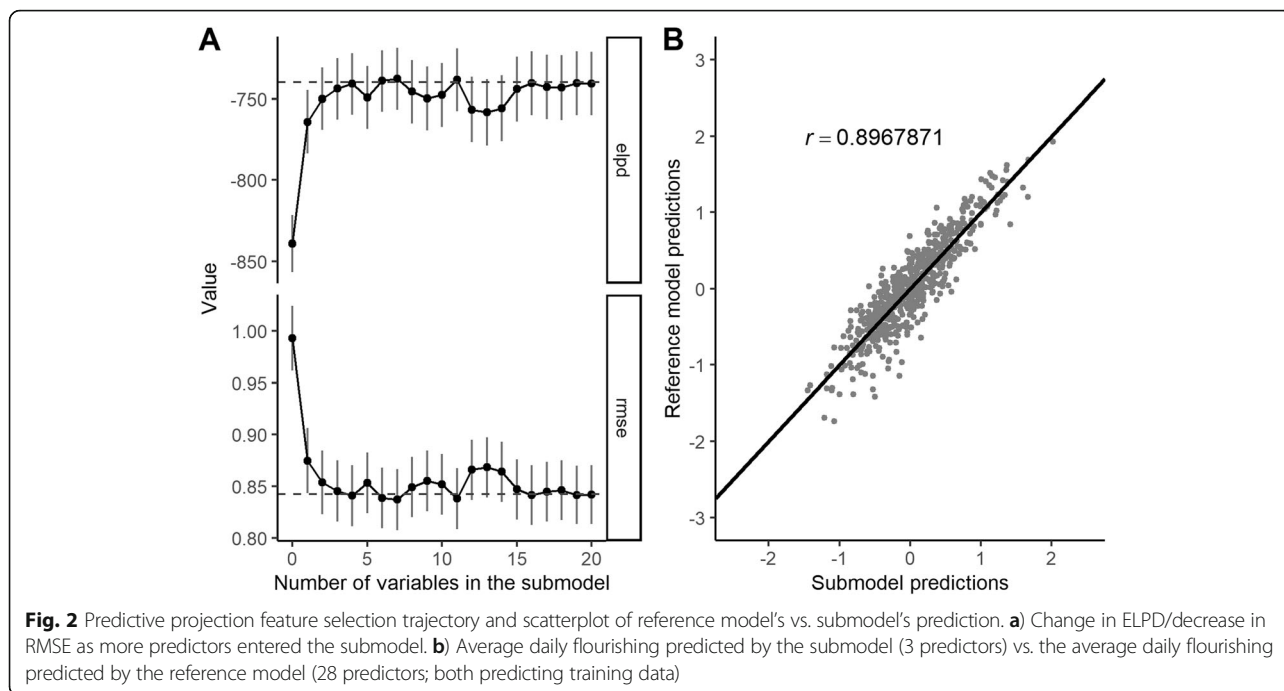 A
-750
-800
-850
elpd
Value
1.00
0.95
0.90
0.85
0.80
rmse
0
5
10
15
20
Number of variables in the submodel
B
3
2
1
0
-1
-2
-3
r = 0.8967871
Reference model predictions
-2
-1
0
1
2
Submodel predictions
Fig. 2 Predictive projection feature selection trajectory and scatterplot of reference model's vs. submodel's prediction. a) Change in ELPD/decrease in
RMSE as more predictors entered the submodel. b) Average daily flourishing predicted by the submodel (3 predictors) vs. the average daily flourishing
predicted by the reference model (28 predictors; both predicting training data)